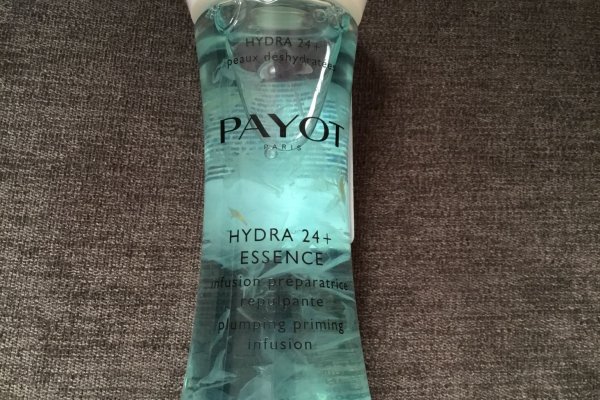 HYDRA 24+
peaux déshydratées
PAYOT
PARIS
HYDRA 24+
ESSENCE
infusion préparatrice
repulpante
plumping priming
infusion